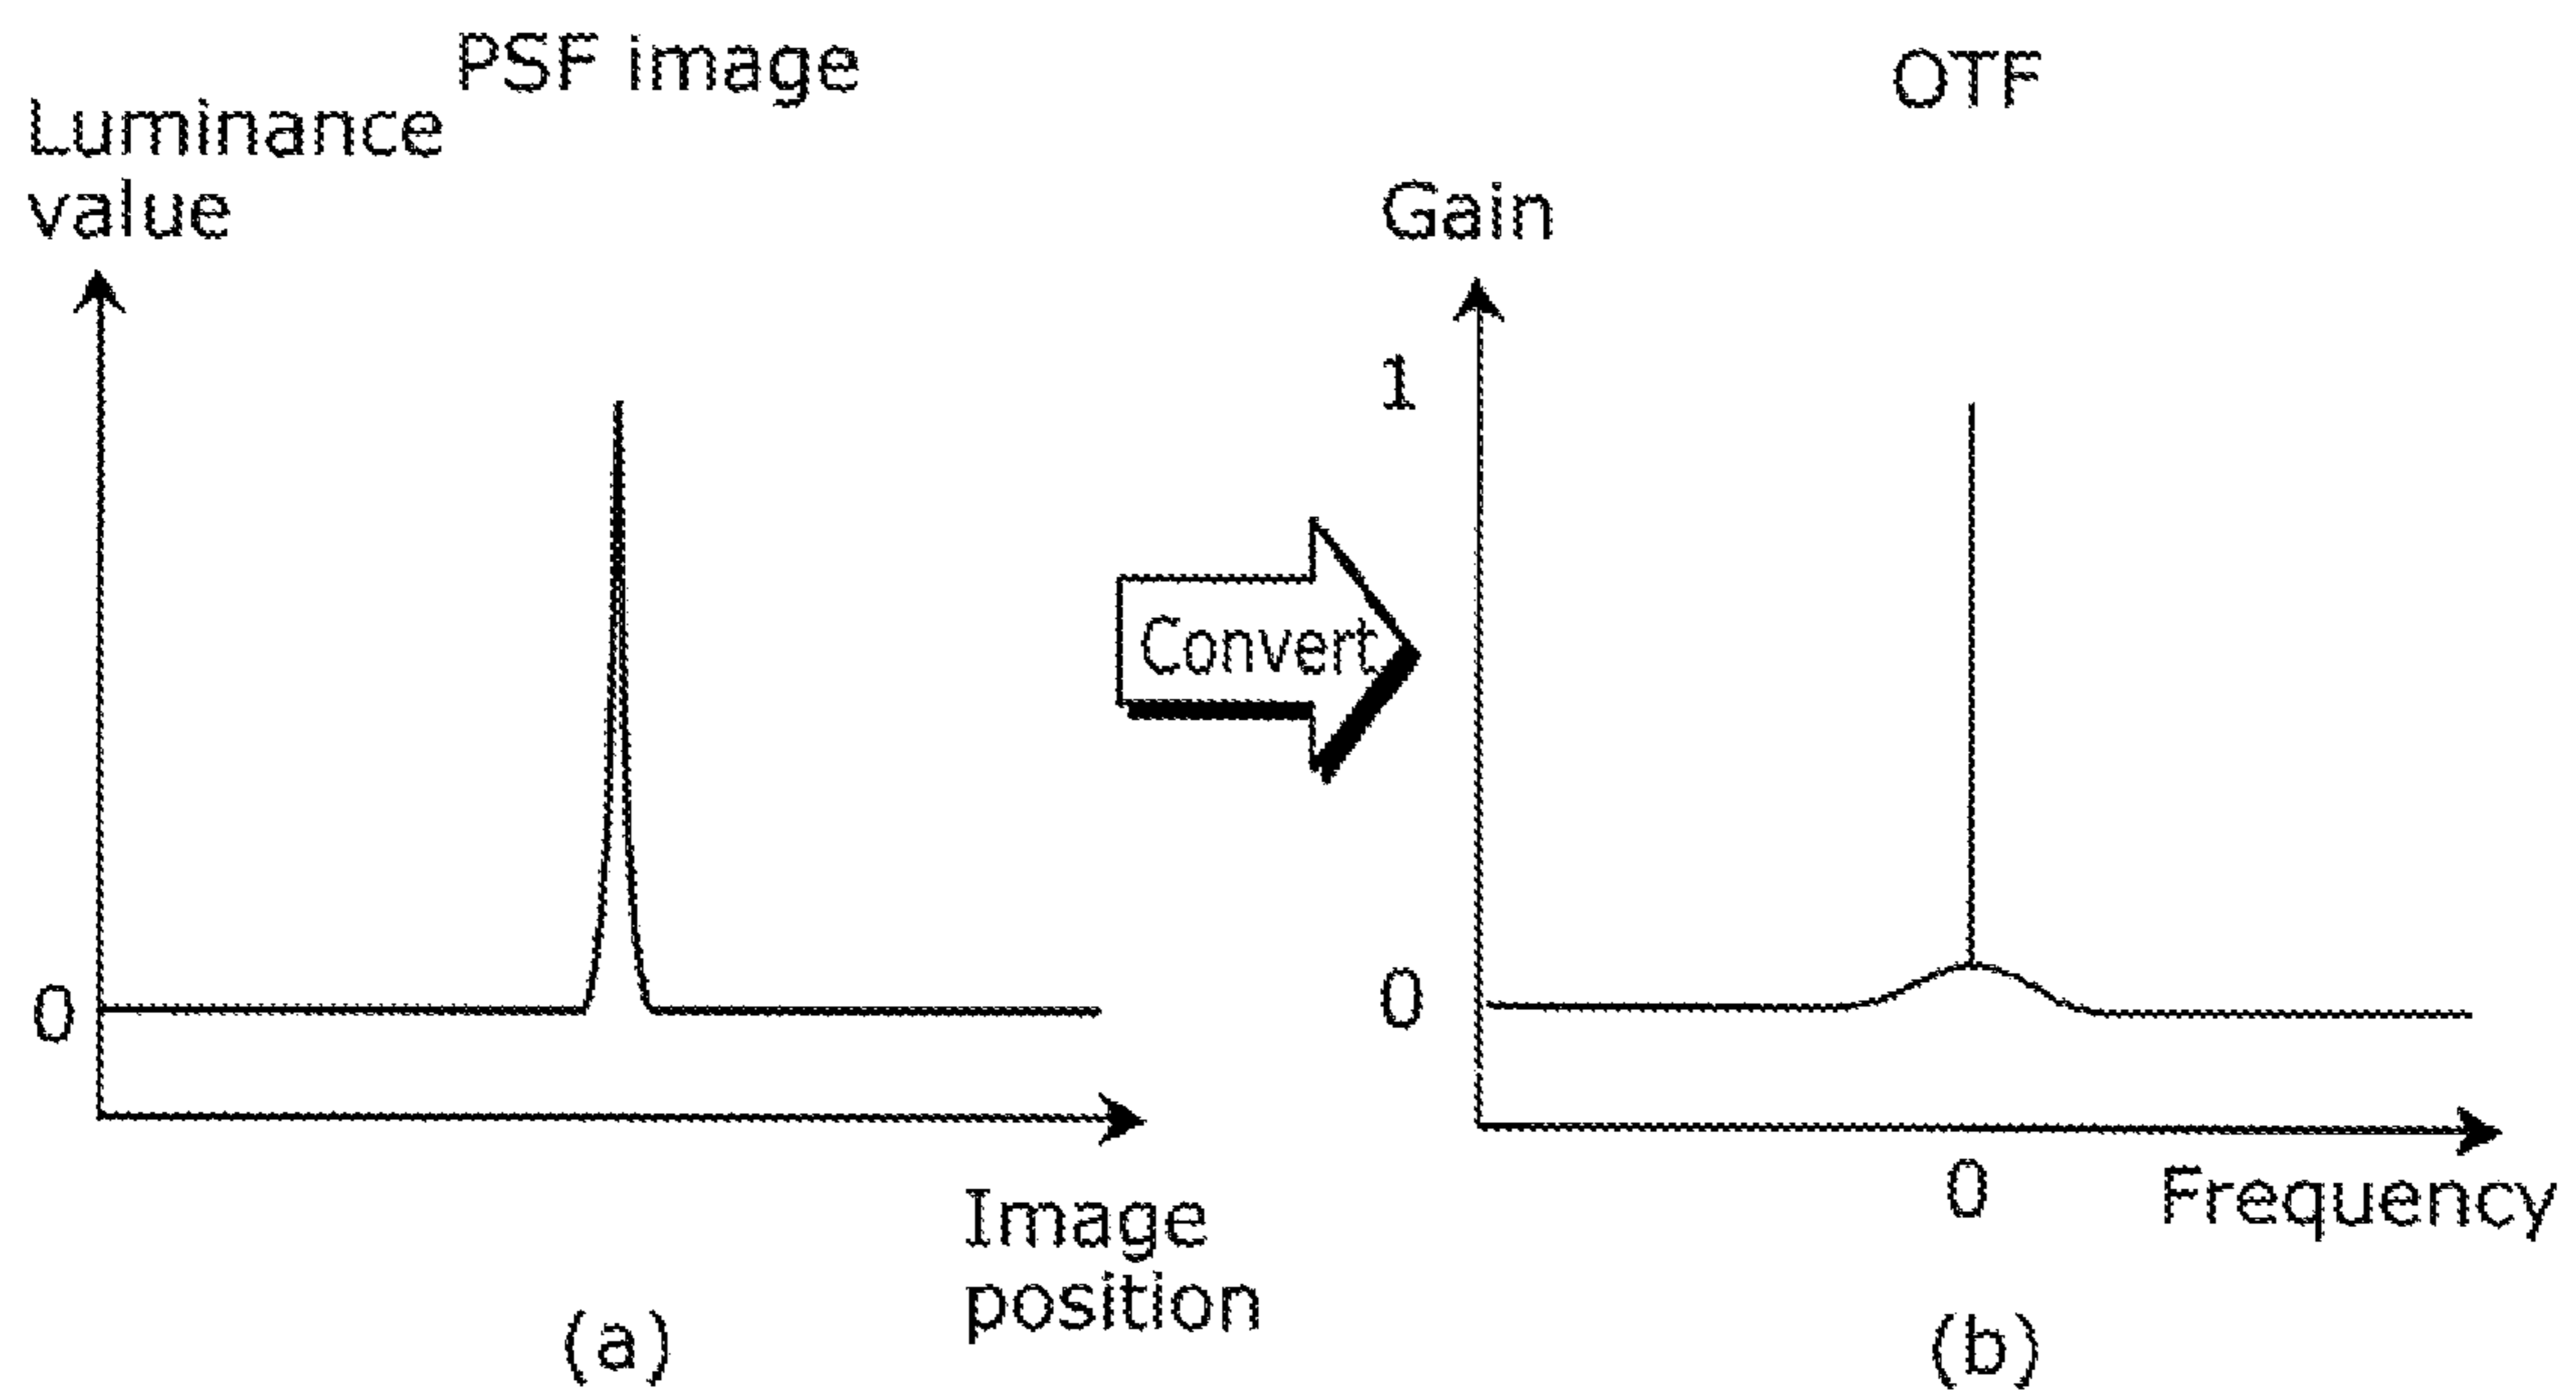 PSF image
Luminance
value
0
Image
position
(a)
Convert
OTF
Gain
1
0
0
Frequency
(b)